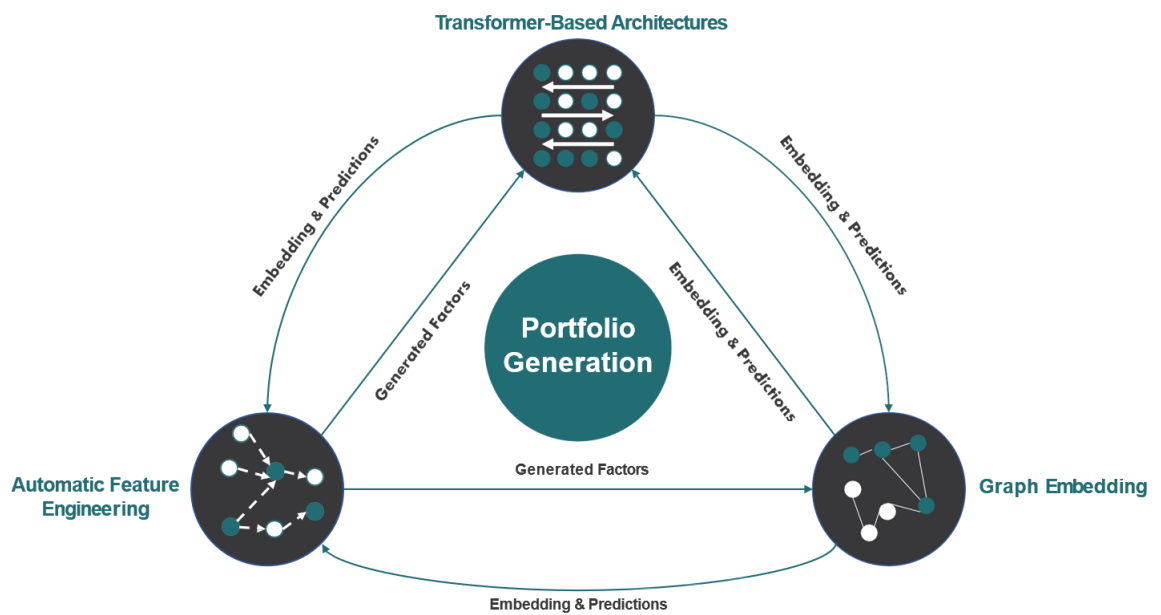 Transformer-Based Architectures
Embedding & Predictions
Embedding & Predictions
Generated Factors
Embedding & Predictions
Portfolio
Generation
Automatic Feature
Engineering
Generated Factors
Graph Embedding
Embedding & Predictions